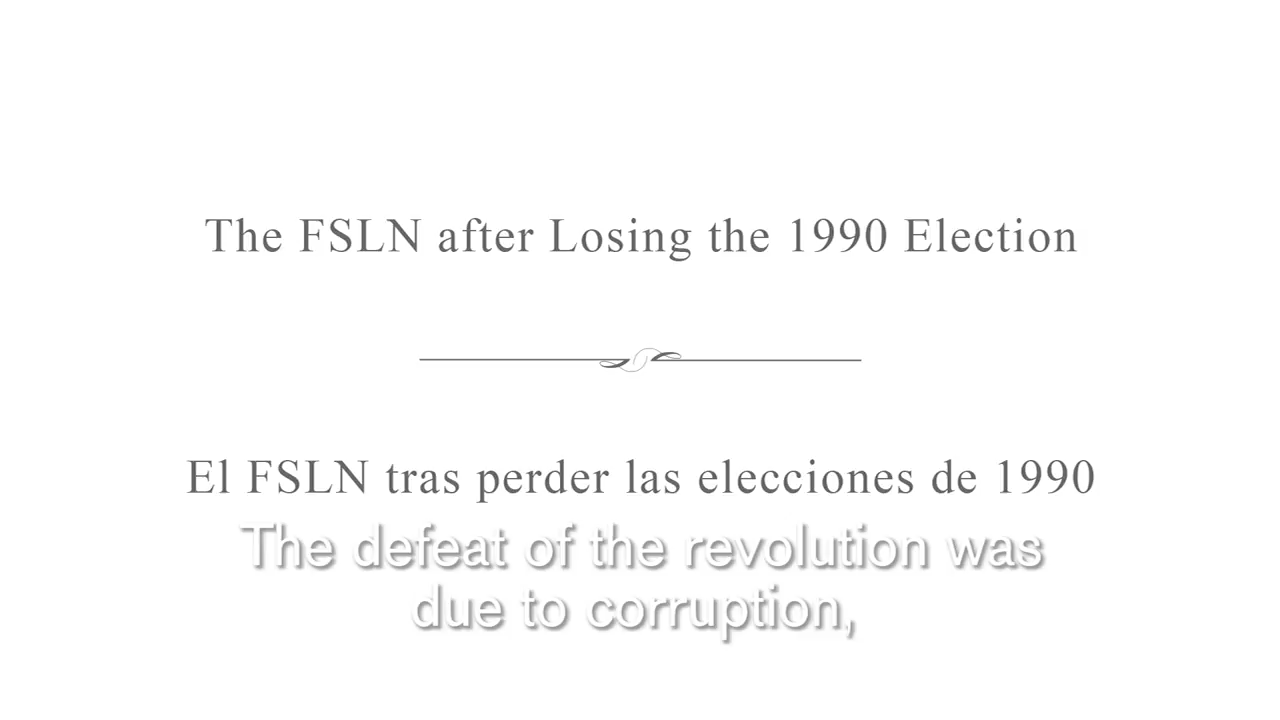 The FSLN after Losing the 1990 Election
El FSLN tras perder las elecciones de 1990
The defeat of the revolution was
due to corruption,